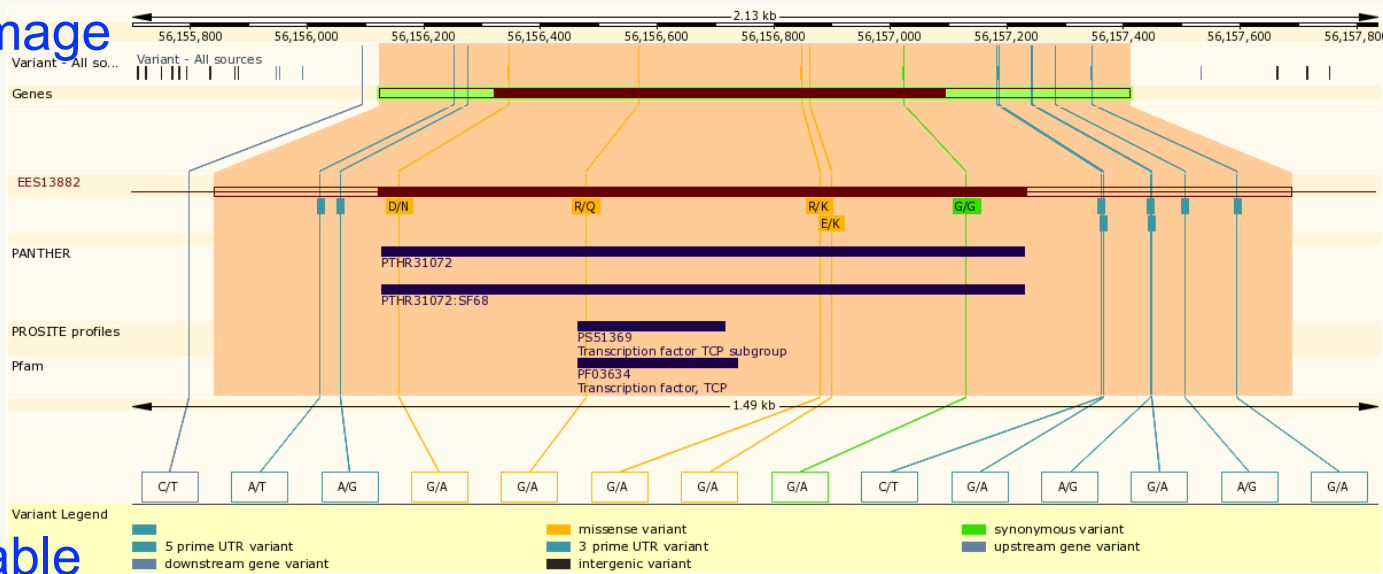 mage
2.13 kb
56,155,800 56,156,000 56,156,200 56,156,400 56,156,600 56,156,800 56,157,000 56,157,200 56,157,400 56,157,600 56,157,800
Variant - All so... Variant - All sources
Genes
EES13882
D/N R/Q R/K G/G
E/K
PANTHER
PTHR31072
PTHR31072:SF68
PROSITE profiles
PS51369
Transcription factor TCP subgroup
Pfam
PF03634
Transcription factor, TCP
1.49 kb
C/T A/T A/G G/A G/A G/A G/A G/A C/T G/A A/G G/A A/G G/A
Variant Legend
missense variant synonymous variant
5 prime UTR variant 3 prime UTR variant upstream gene variant
able
downstream gene variant intergenic variant